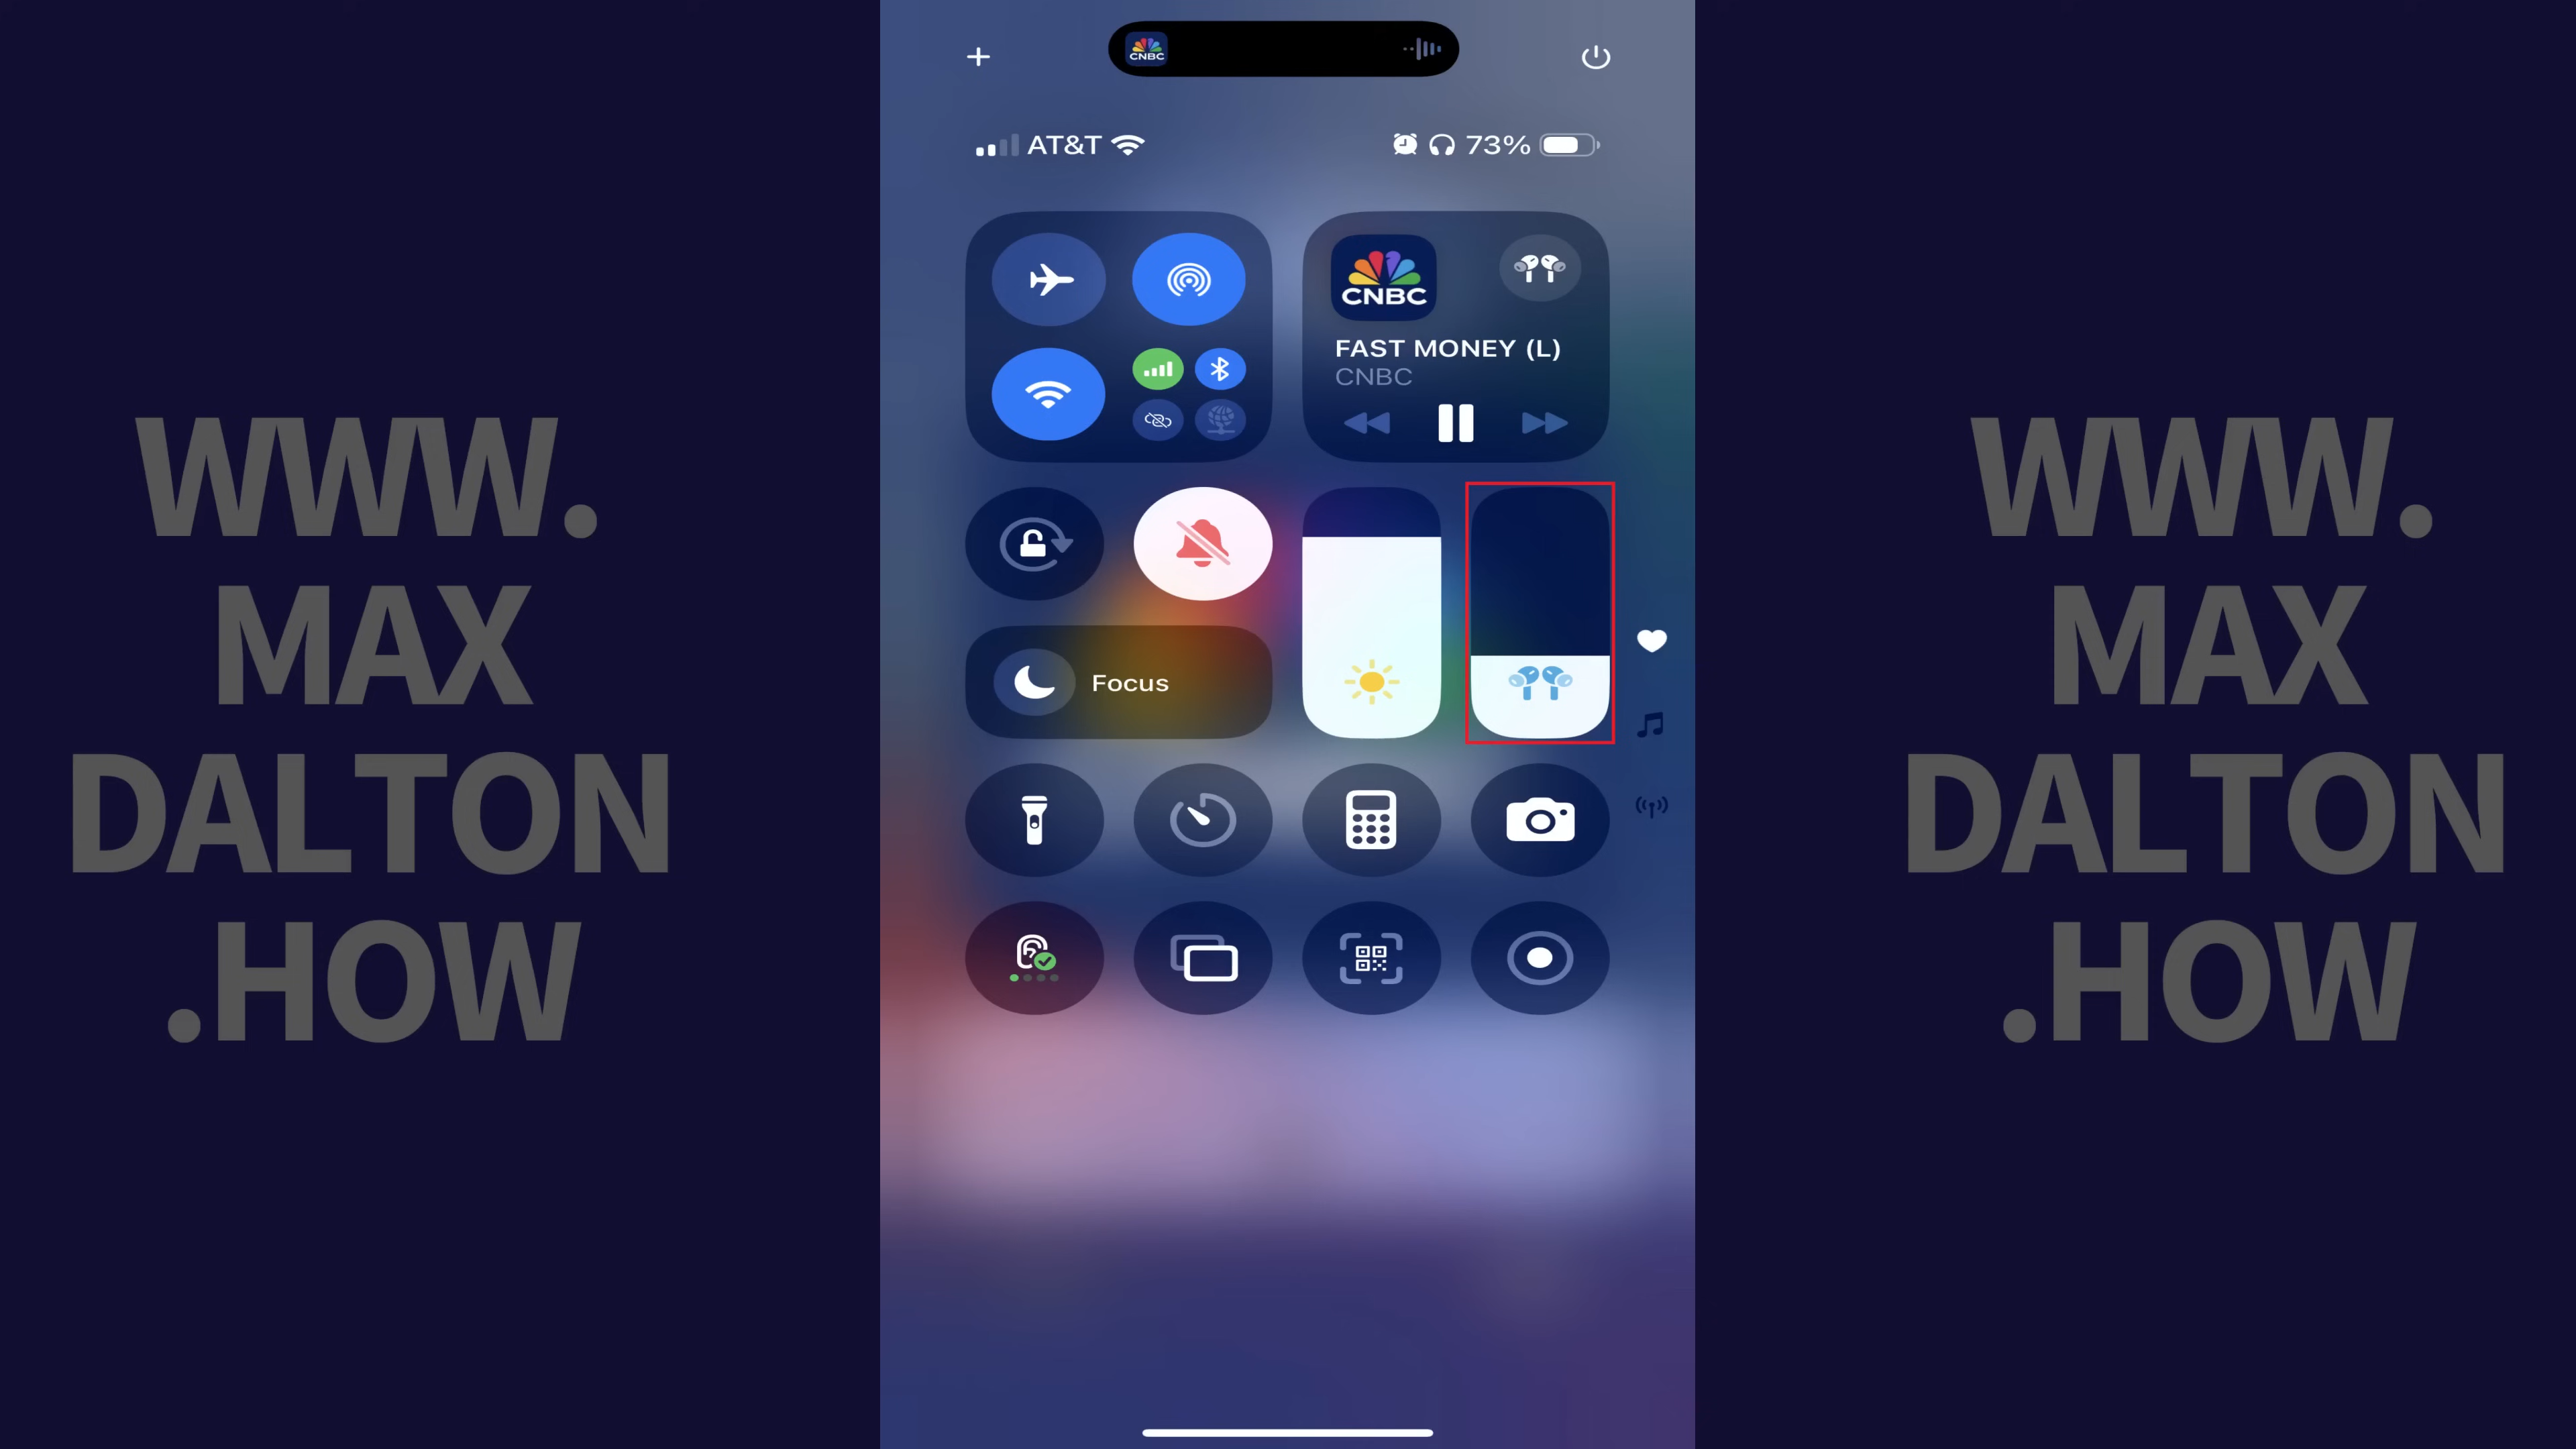 CNBC
AT&T
73%
CNBC
FAST MONEY (L)
CNBC
Focus
WWW.
MAX
DALTON
.HOW
WWW.
MAX
DALTON
.HOW